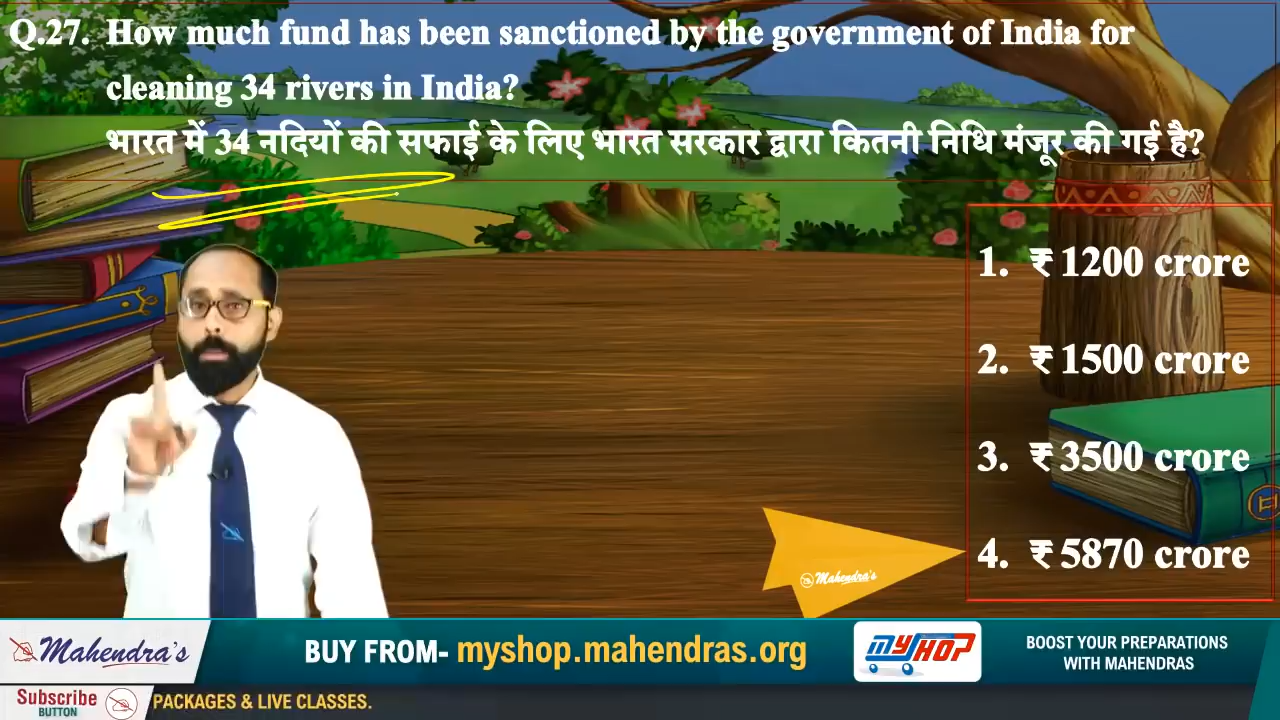 Q.27. How much fund has been sanctioned by the government of India for
cleaning 34 rivers in India?
भारत में 34 नदियों की सफाई के लिए भारत सरकार द्वारा कितनी निधि मंजूर की गई है?
1. ₹ 1200 crore
2. ₹ 1500 crore
3. ₹ 3500 crore
4. ₹ 5870 crore
Mahendra's
Mahendra's
BUY FROM- myshop.mahendras.org
myshop
BOOST YOUR PREPARATIONS
WITH MAHENDRAS
Subscribe
BUTTON
PACKAGES & LIVE CLASSES.